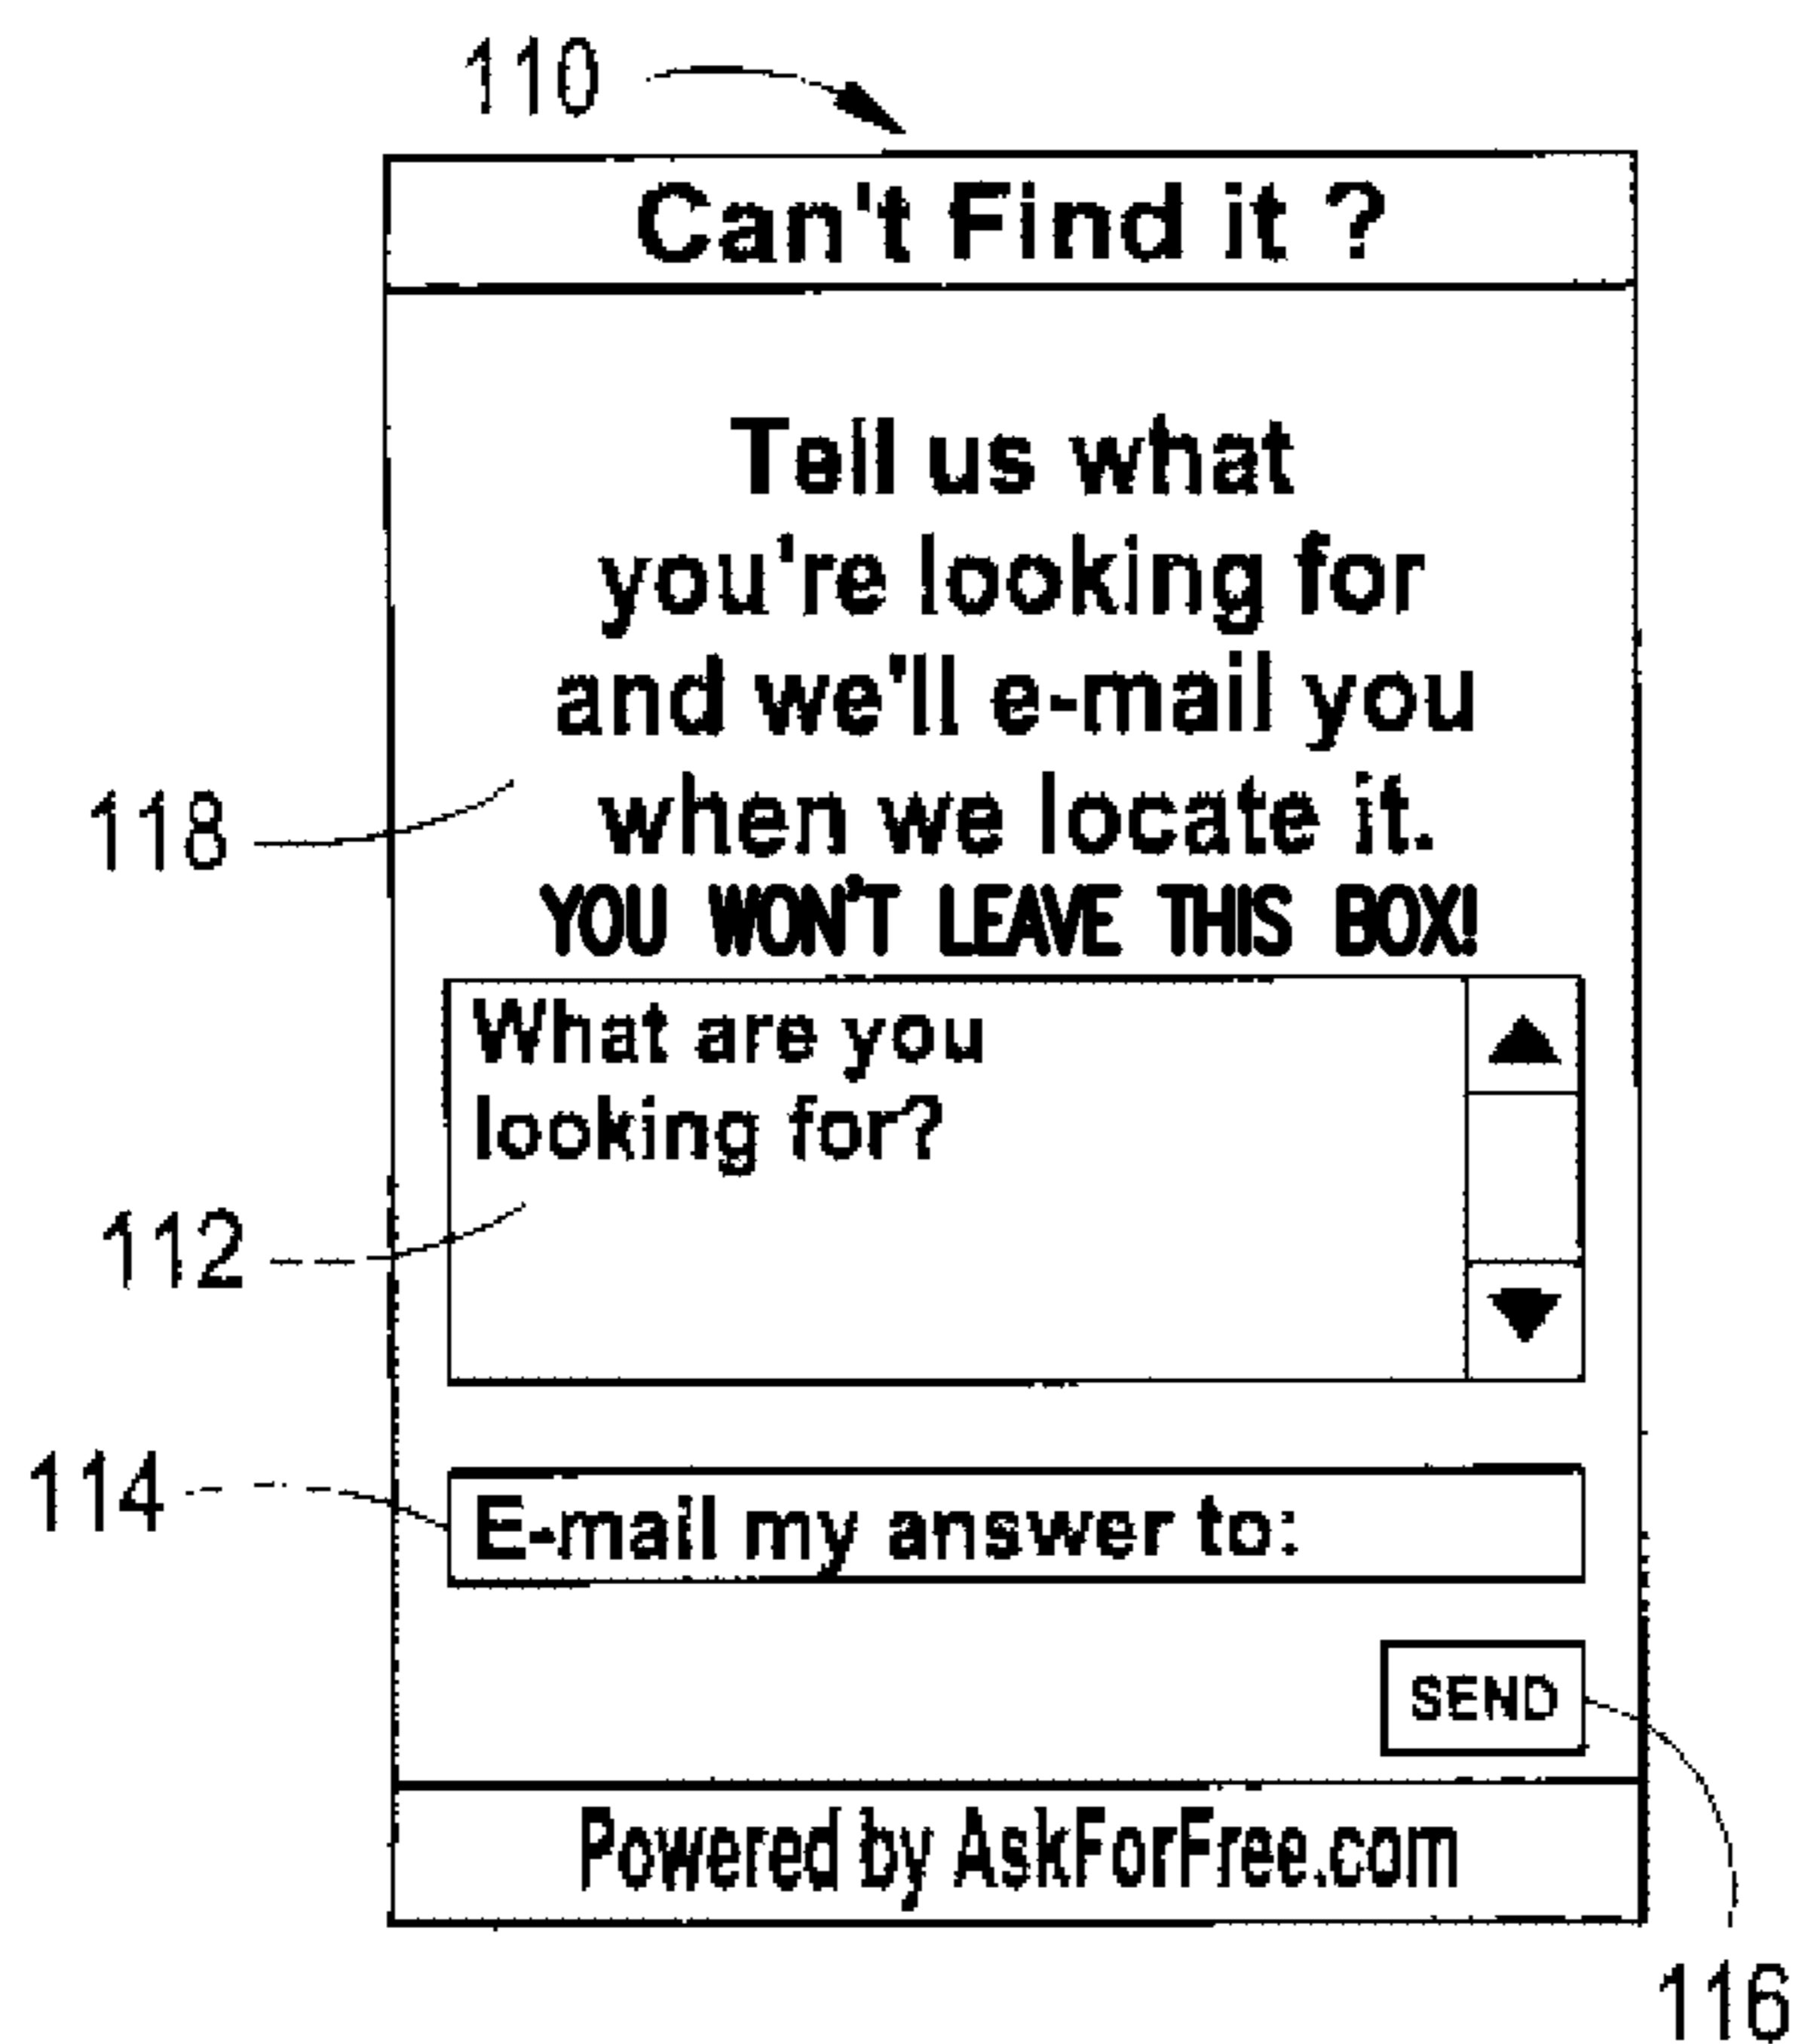 110
Can't Find it ?
Tell us what
you're looking for
and we'll e-mail you
when we locate it.
118
YOU WON'T LEAVE THIS BOX!
What are you
looking for?
112
114
E-mail my answer to:
SEND
Powered by AskForFree.com
116